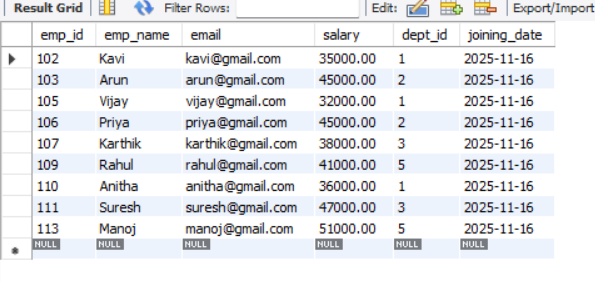 Result Grid Filter Rows: Edit: Export/Import
emp_id emp_name email salary dept_id joining_date
102 Kavi kavi@gmail.com 35000.00 1 2025-11-16
103 Arun arun@gmail.com 45000.00 2 2025-11-16
105 Vijay vijay@gmail.com 32000.00 1 2025-11-16
106 Priya priya@gmail.com 45000.00 2 2025-11-16
107 Karthik karthik@gmail.com 38000.00 3 2025-11-16
109 Rahul rahul@gmail.com 41000.00 5 2025-11-16
110 Anitha anitha@gmail.com 36000.00 1 2025-11-16
111 Suresh suresh@gmail.com 47000.00 3 2025-11-16
113 Manoj manoj@gmail.com 51000.00 5 2025-11-16
NULL NULL NULL NULL NULL NULL